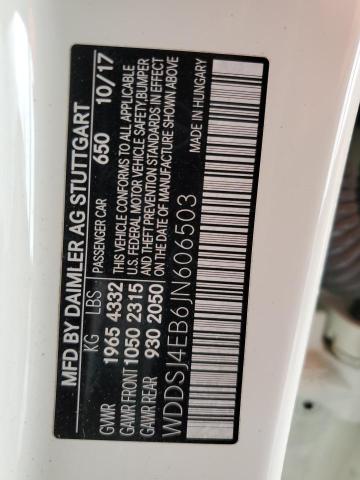 MFD BY DAIMLER AG STUTTGART
KG LBS PASSENGER CAR 650 10/17
GVWR 1965 4332 THIS VEHICLE CONFORMS TO ALL APPLICABLE
GAWR FRONT 1050 2315 U.S. FEDERAL MOTOR VEHICLE SAFETY,BUMPER
GAWR REAR 930 2050 AND THEFT PREVENTION STANDARDS IN EFFECT
ON THE DATE OF MANUFACTURE SHOWN ABOVE
WDDSJ4EB6JN606503 MADE IN HUNGARY